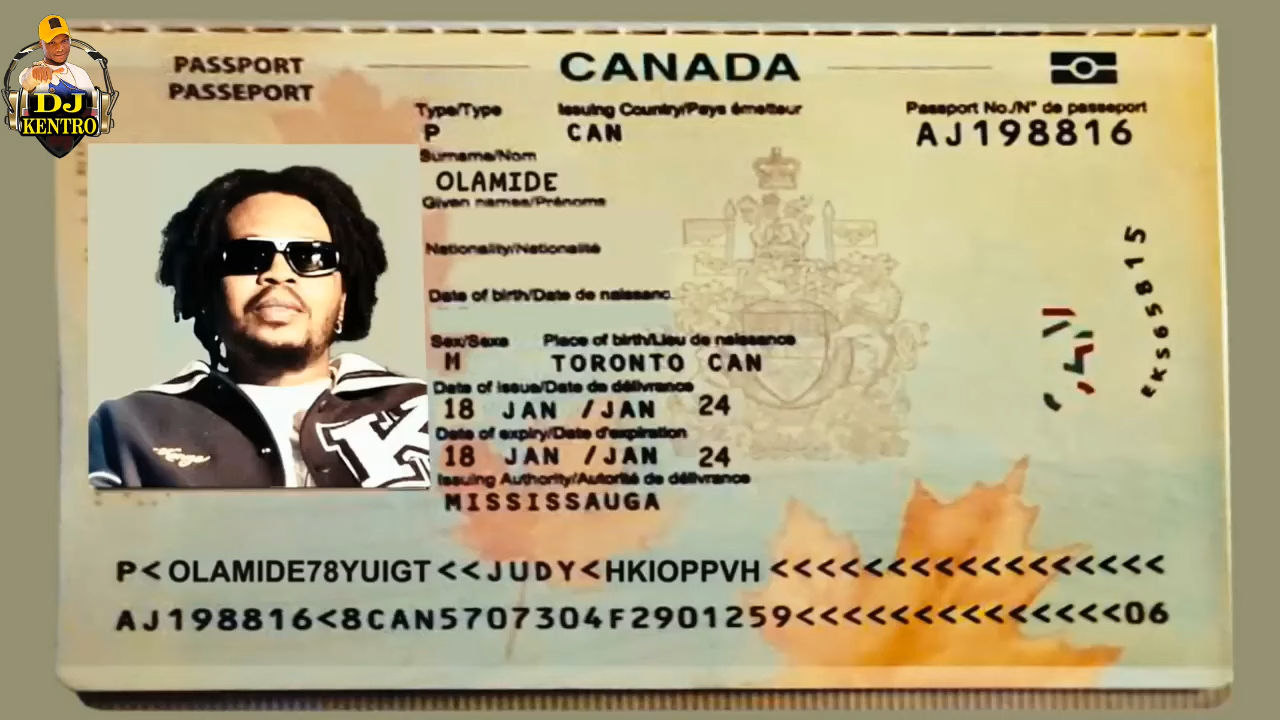 DJ
KENTRO
PASSPORT
PASSEPORT
CANADA
Type/Type
Issuing Country/Pays émetteur
Passport No./N° de passeport
P
CAN
AJ198816
Surname/Nom
OLAMIDE
Given names/Prénoms
Nationality/Nationalité
Date of birth/Date de naissanc
Sex/Sexe
Place of birth/Lieu de naissance
M
TORONTO CAN
Date of issue/Date de délivrance
18 JAN /JAN 24
Date of expiry/Date d'expiration
18 JAN /JAN 24
Issuing Authority/Autorité de délivrance
MISSISSAUGA
K
P<OLAMIDE78YUIGT<<JUDY<HKIOPPVH<<<<<<<<<<<<<<<<<
AJ198816<8CAN5707304F2901259<<<<<<<<<<<<<<06